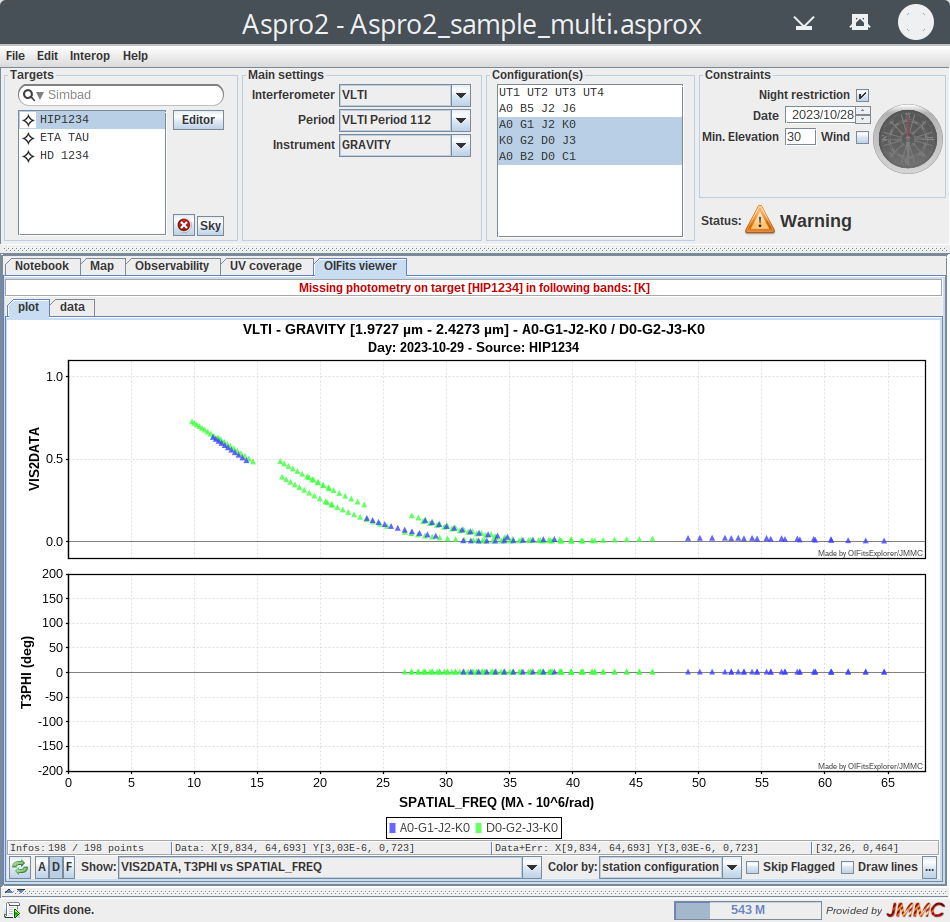 Aspro2 - Aspro2_sample_multi.asprox
File Edit Interop Help
Targets
Simbad
HIP1234
ETA TAU
HD 1234
Editor
Sky
Main settings
Interferometer VLTI
Period VLTI Period 112
Instrument GRAVITY
Configuration(s)
UT1 UT2 UT3 UT4
A0 B5 J2 J6
A0 G1 J2 K0
K0 G2 D0 J3
A0 B2 D0 C1
Constraints
Night restriction
Date 2023/10/28
Min. Elevation 30 Wind
Status: Warning
Notebook Map Observability UV coverage OIFits viewer
Missing photometry on target [HIP1234] in following bands: [K]
plot data
VLTI - GRAVITY [1.9727 µm - 2.4273 µm] - A0-G1-J2-K0 / D0-G2-J3-K0
Day: 2023-10-29 - Source: HIP1234
VIS2DATA
1.0
0.5
0.0
Made by OIFitsExplorer/JMMC
T3PHI (deg)
200
150
100
50
0
-50
-100
-150
-200
Made by OIFitsExplorer/JMMC
0 5 10 15 20 25 30 35 40 45 50 55 60 65
SPATIAL_FREQ (Mλ - 10^6/rad)
A0-G1-J2-K0 D0-G2-J3-K0
Infos: 198 / 198 points Data: X[9,834, 64,693] Y[3,03E-6, 0,723] Data+Err: X[9,834, 64,693] Y[3,03E-6, 0,723] [32,26, 0,464]
A D F Show: VIS2DATA, T3PHI vs SPATIAL_FREQ Color by: station configuration Skip Flagged Draw lines ...
OIFits done. 543 M Provided by JMMC